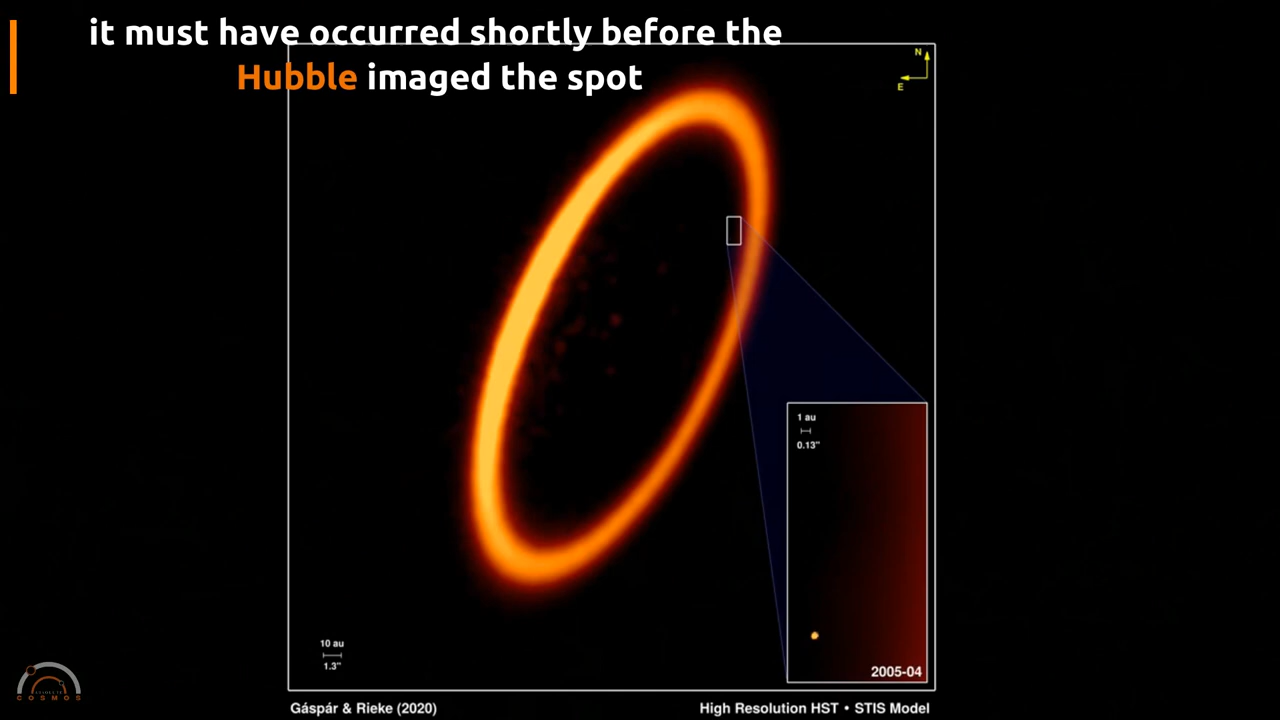 it must have occurred shortly before the
Hubble imaged the spot
N
E
1 au
0.13"
2005-04
10 au
1.3"
COSMOS
Gáspár & Rieke (2020)
High Resolution HST • STIS Model